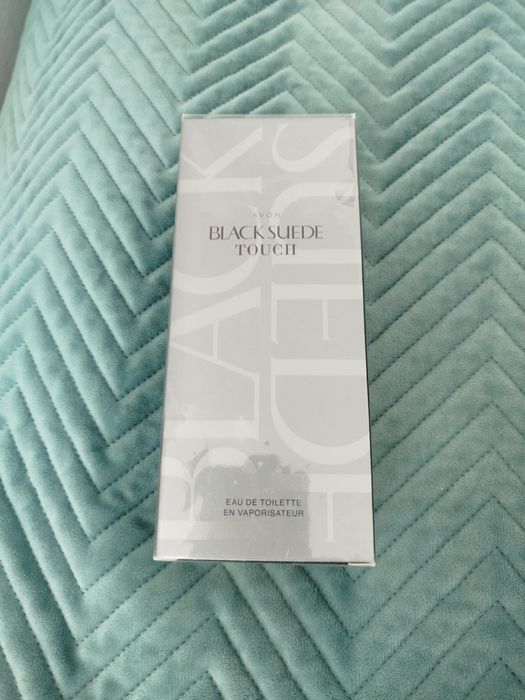 AVON
BLACK SUEDE
TOUCH
BLACK
SUEDE
EAU DE TOILETTE
EN VAPORISATEUR